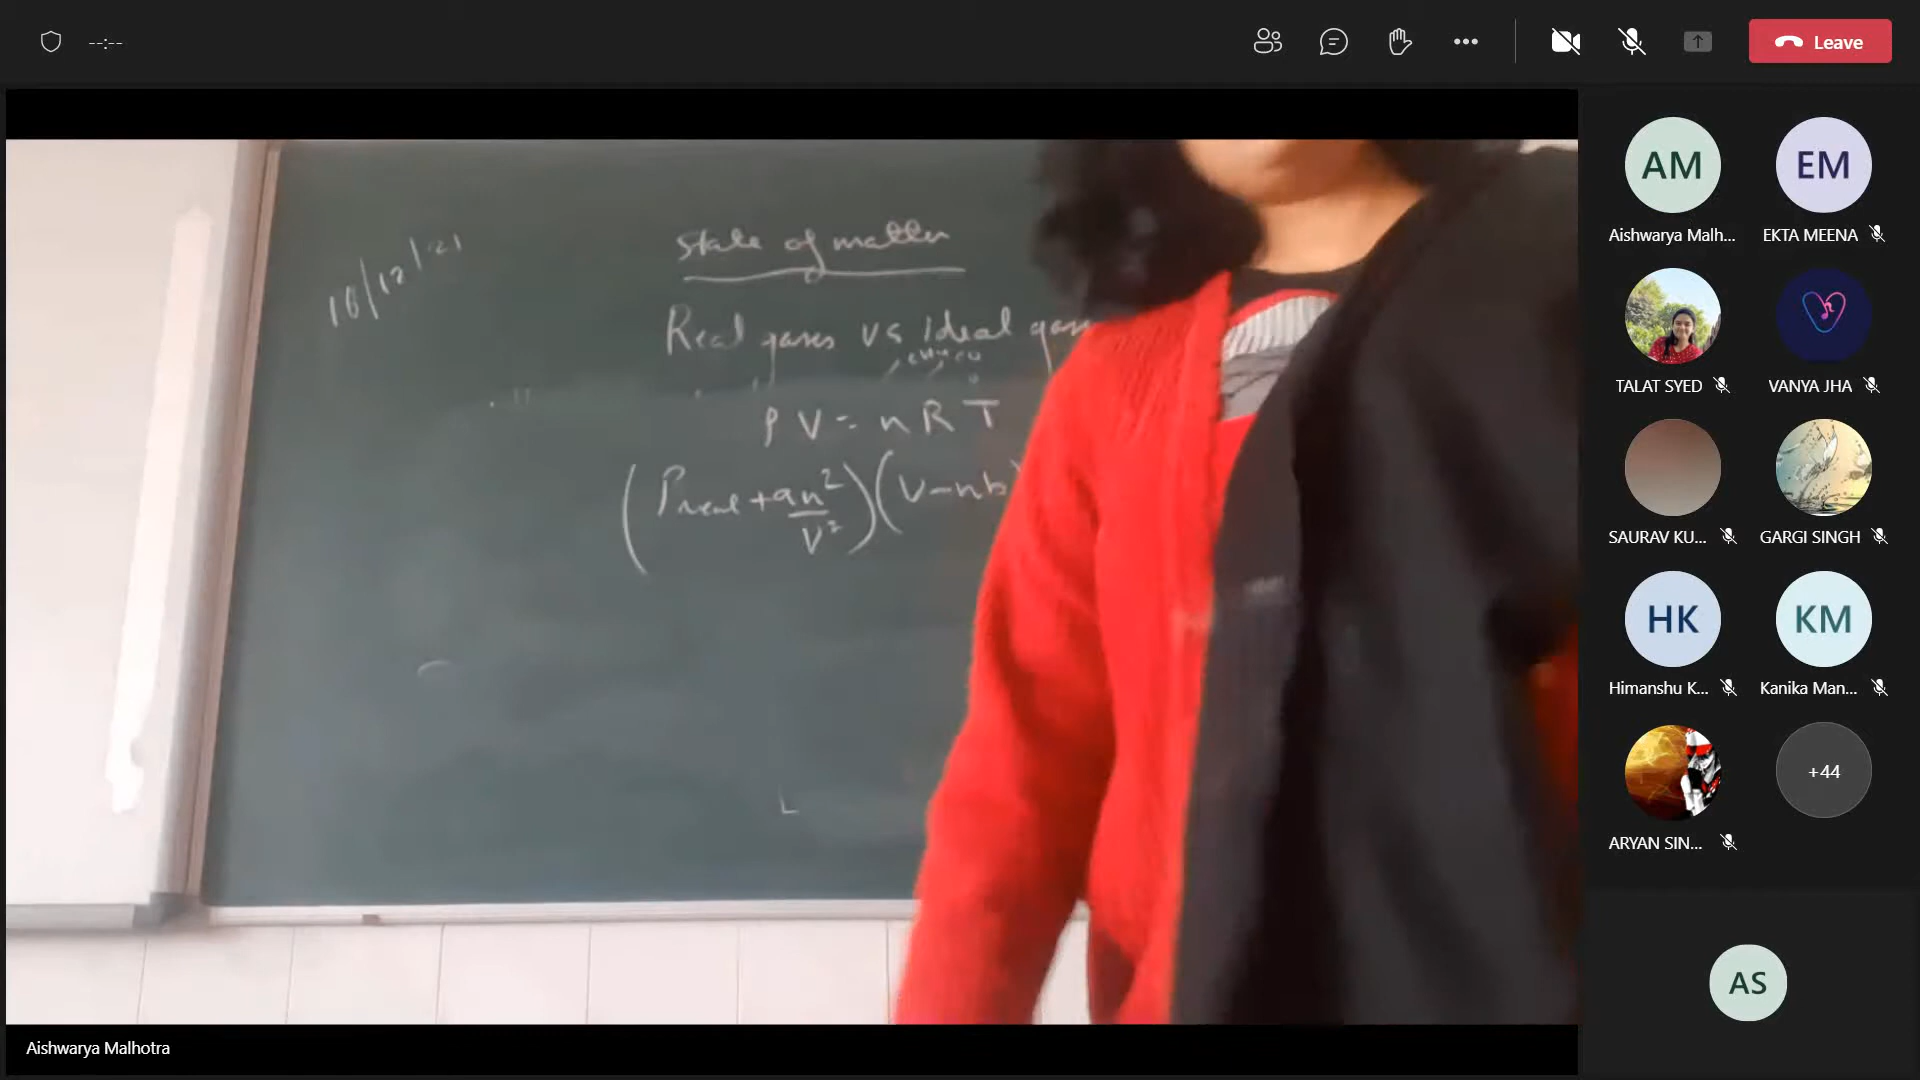 --:--
Leave
10/12/21
State of matter
Real gases vs ideal gases
PV = nRT
(Preal + an²/V²)(V-nb)
AM
EM
Aishwarya Malh...
EKTA MEENA
TALAT SYED
VANYA JHA
SAURAV KU...
GARGI SINGH
HK
KM
Himanshu K...
Kanika Man...
ARYAN SIN...
+44
AS
Aishwarya Malhotra